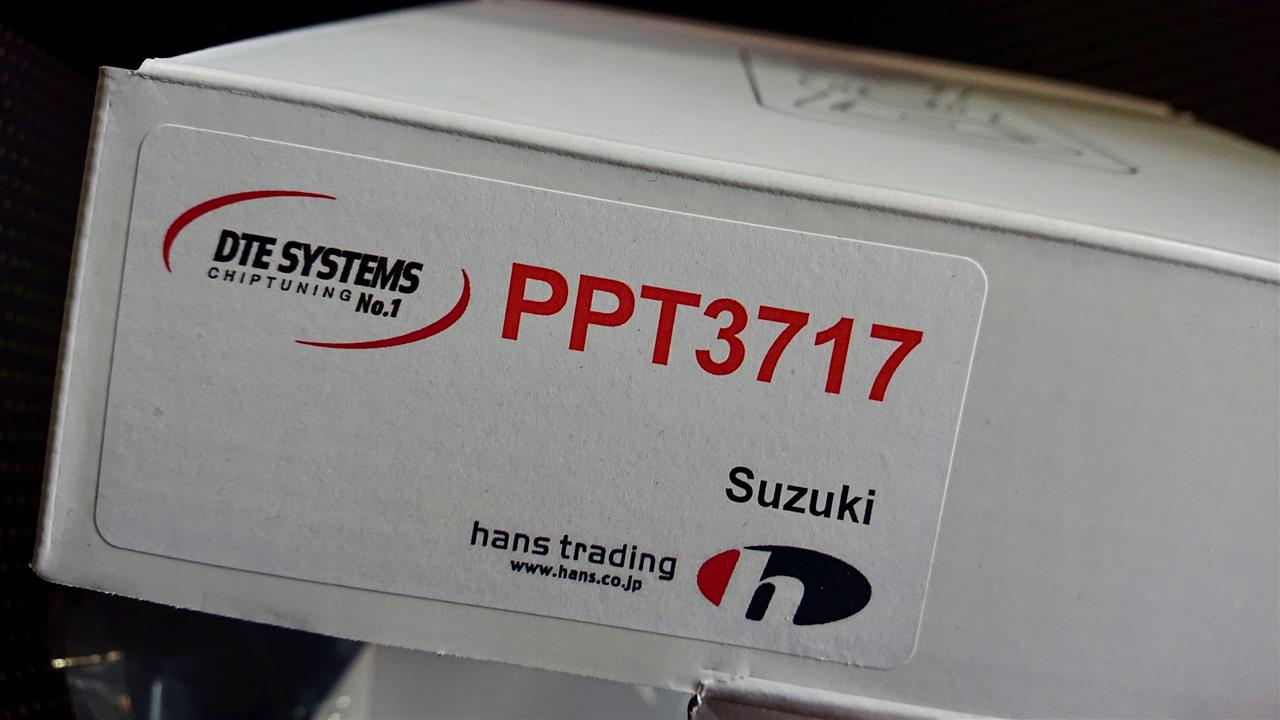 DTE SYSTEMS
CHIPTUNING
No.1
PPT3717
Suzuki
hans trading
www.hans.co.jp
h